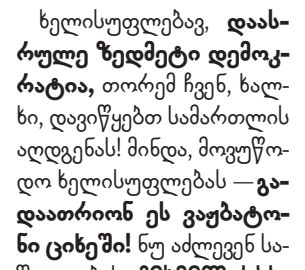 ხელისუფლებავ, დაას-
რულე ზედმეტი დემოკ-
რატია, თორემ ჩვენ, ხალ-
ხი, დავიწყებთ სამართლის
აღდგენას! მინდა, მოვუწო-
დო ხელისუფლებას — გა-
დაათრიონ ეს ვაჟბატო-
ნი ციხეში! ნუ აძლევენ სა-